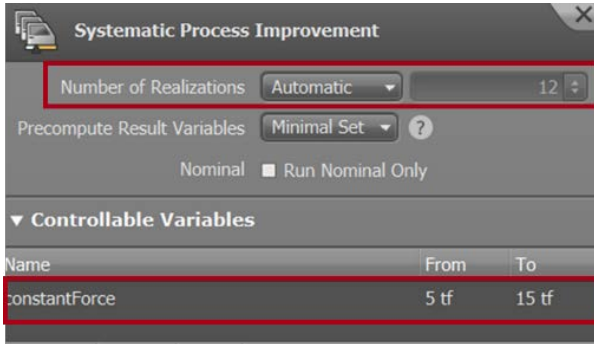 Systematic Process Improvement
Number of Realizations Automatic 12
Precompute Result Variables Minimal Set ?
Nominal Run Nominal Only
Controllable Variables
Name From To
constantForce 5 tf 15 tf